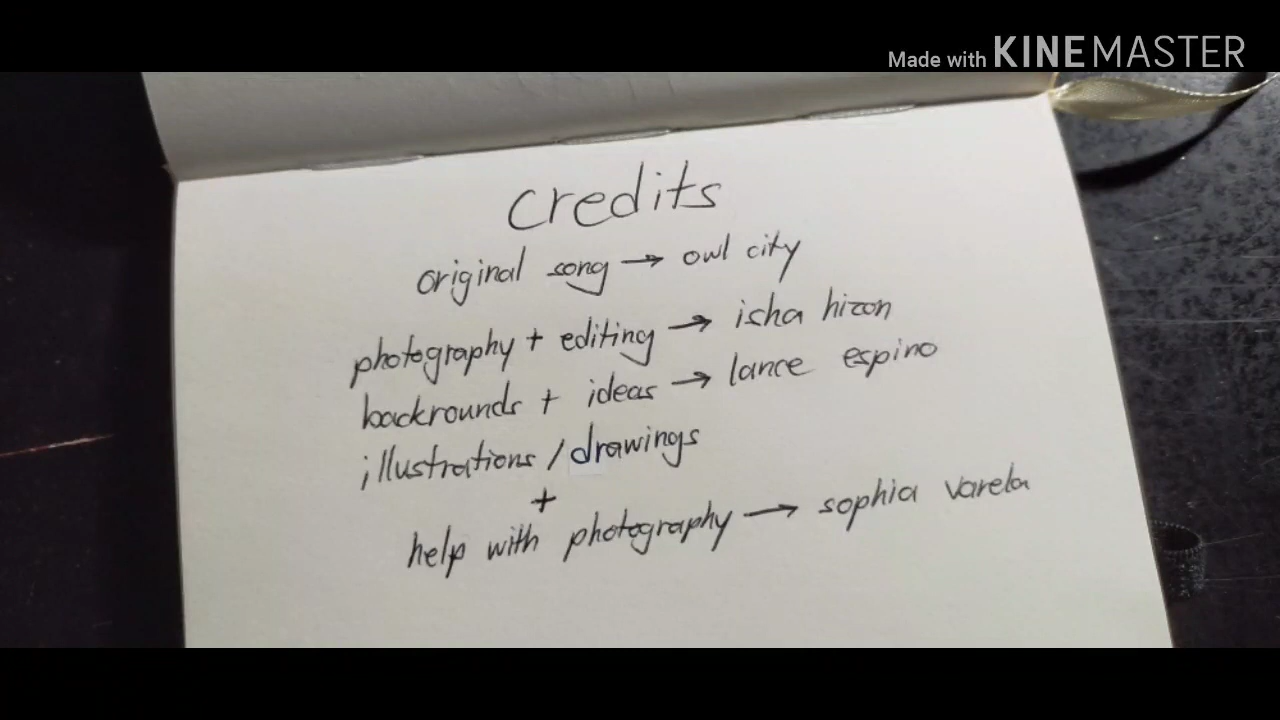 Made with KINEMASTER
credits
original song → owl city
photography + editing → isha hizon
backrounds + ideas → lance espino
illustrations / drawings
+
help with photography → sophia varela